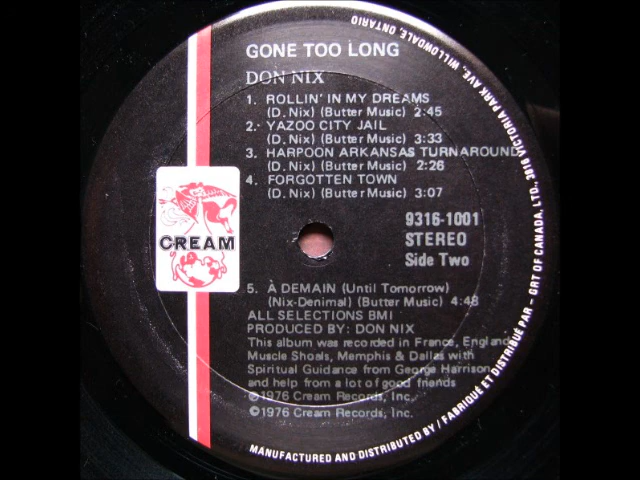 GONE TOO LONG
DON NIX
1. ROLLIN' IN MY DREAMS
(D. Nix) (Butter Music) 2:45
2. YAZOO CITY JAIL
(D. Nix) (Butter Music) 3:33
3. HARPOON ARKANSAS TURNAROUND
(D. Nix) (Butter Music) 2:26
4. FORGOTTEN TOWN
(D. Nix) (Butter Music) 3:07
9316-1001
STEREO
Side Two
CREAM
5. À DEMAIN (Until Tomorrow)
(Nix-Denimal) (Butter Music) 4:48
ALL SELECTIONS BMI
PRODUCED BY: DON NIX
This album was recorded in France, England
Muscle Shoals, Memphis & Dallas with
Spiritual Guidance from George Harrison
and help from a lot of good friends
℗1976 Cream Records, Inc.
©1976 Cream Records, Inc.
MANUFACTURED AND DISTRIBUTED BY / FABRIQUÉ ET DISTRIBUÉ PAR - GRT OF CANADA, LTD., 3816 VICTORIA PARK AVE., WILLOWDALE, ONTARIO